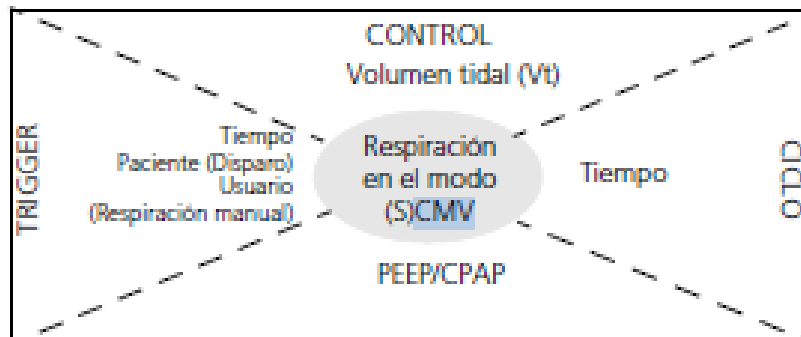 CONTROL
Volumen tidal (Vt)
TRIGGER
Tiempo
Paciente (Disparo)
Usuario
(Respiración manual)
Respiración
en el modo
(S)CMV
Tiempo
CICLO
PEEP/CPAP